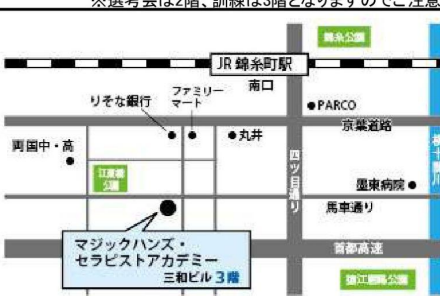 ※選考会は2階、訓練は3階となりますのでご注意
錦糸公園
JR 錦糸町駅
南口
ファミリー
マート
りそな銀行
●PARCO
京葉道路
●丸井
両国中・高
四ツ目通り
江東橋
公園
墨東病院●
馬車通り
首都高速
マジックハンズ・
セラピストアカデミー
三和ビル 3階